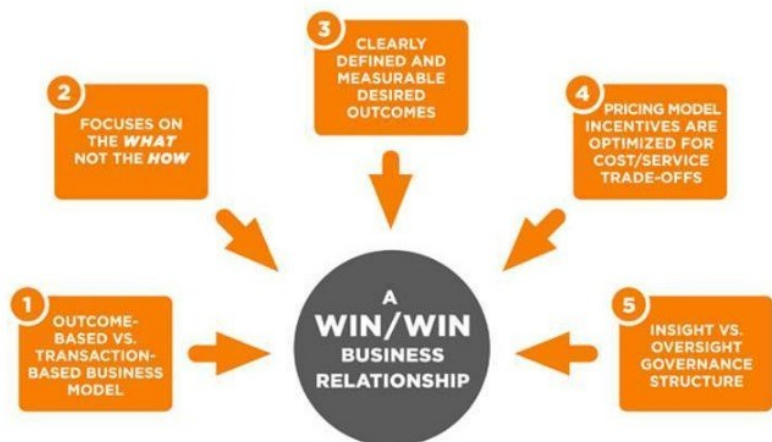 1
OUTCOME-
BASED VS.
TRANSACTION-
BASED BUSINESS
MODEL
2
FOCUSES ON
THE WHAT
NOT THE HOW
3
CLEARLY
DEFINED AND
MEASURABLE
DESIRED
OUTCOMES
4
PRICING MODEL
INCENTIVES ARE
OPTIMIZED FOR
COST/SERVICE
TRADE-OFFS
5
INSIGHT VS.
OVERSIGHT
GOVERNANCE
STRUCTURE
A
WIN/WIN
BUSINESS
RELATIONSHIP